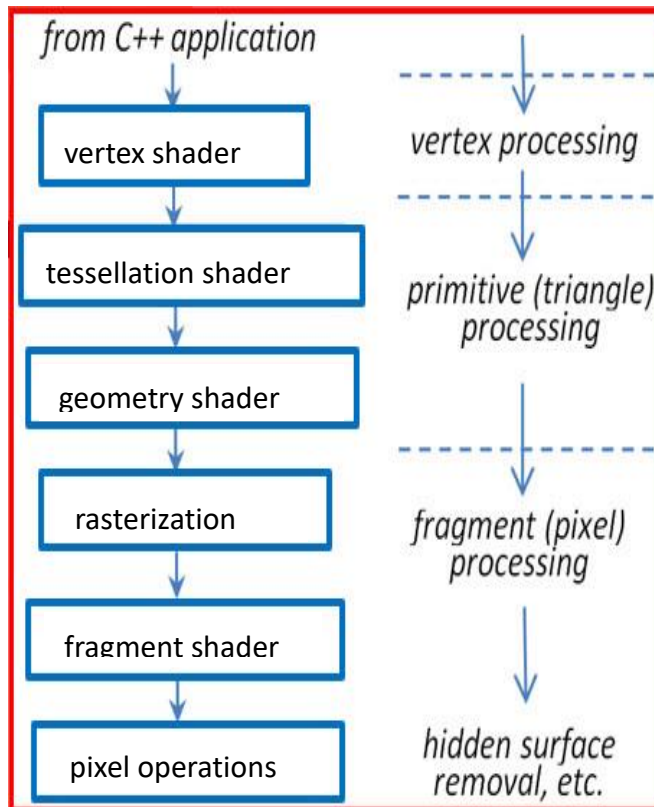 from C++ application
vertex shader
vertex processing
tessellation shader
primitive (triangle)
processing
geometry shader
rasterization
fragment (pixel)
processing
fragment shader
pixel operations
hidden surface
removal, etc.